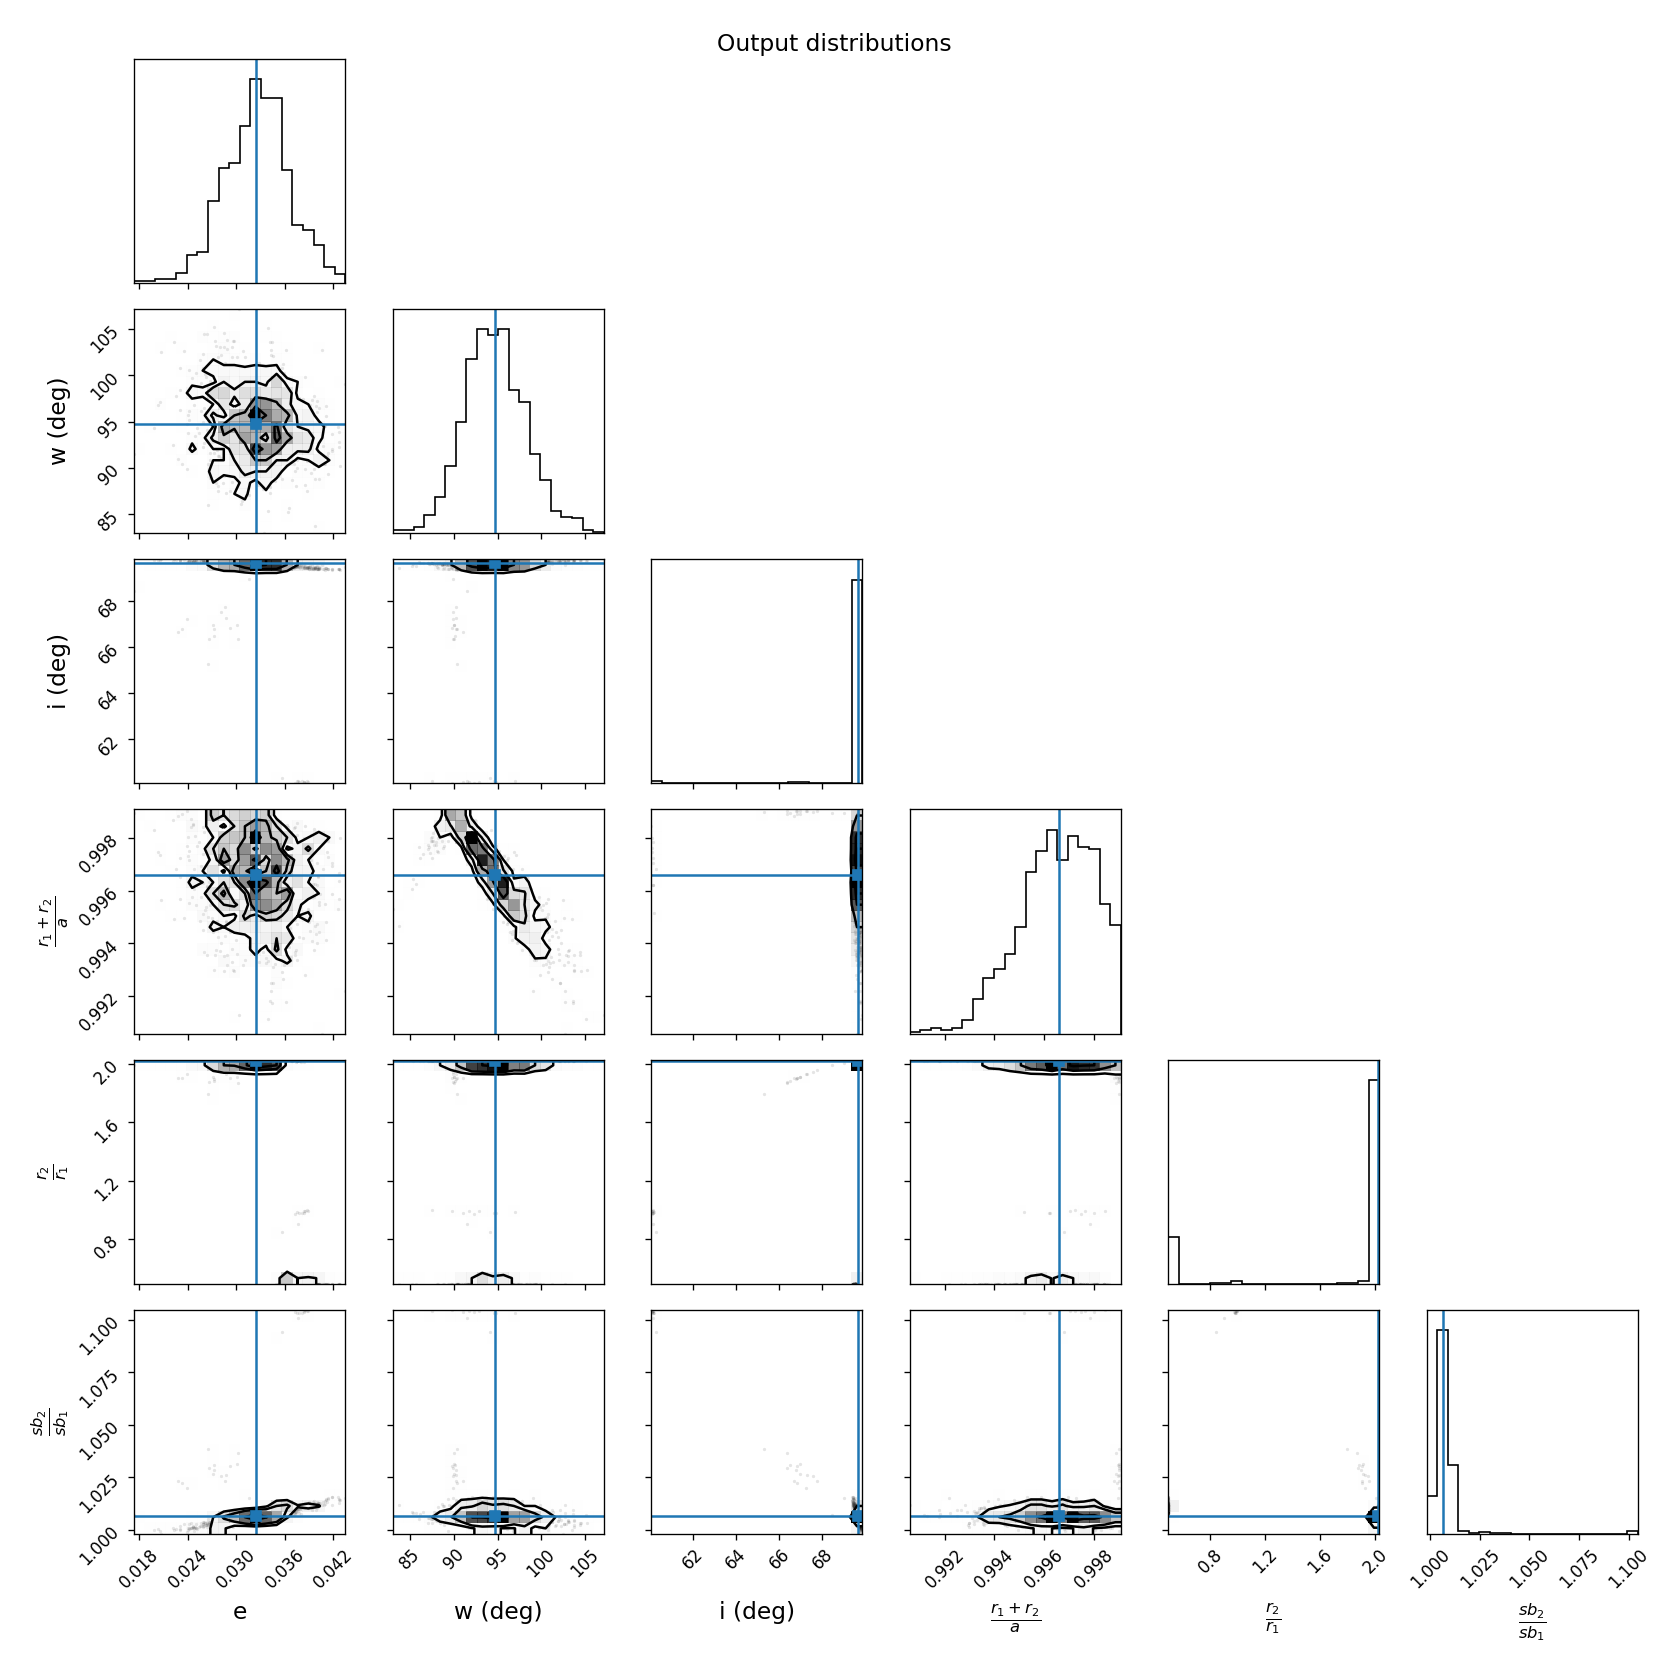 Output distributions
w (deg)
105
100
95
90
85
i (deg)
68
66
64
62
r₁ + r₂
a
0.998
0.996
0.994
0.992
r₂
r₁
2.0
1.6
1.2
0.8
sb₂
sb₁
1.100
1.075
1.050
1.025
1.000
0.018 0.024 0.030 0.036 0.042 85 90 95 100 105 62 64 66 68 0.992 0.994 0.996 0.998 0.8 1.2 1.6 2.0 1.000 1.025 1.050 1.075 1.100
e w (deg) i (deg) r₁ + r₂ r₂ sb₂
a r₁ sb₁